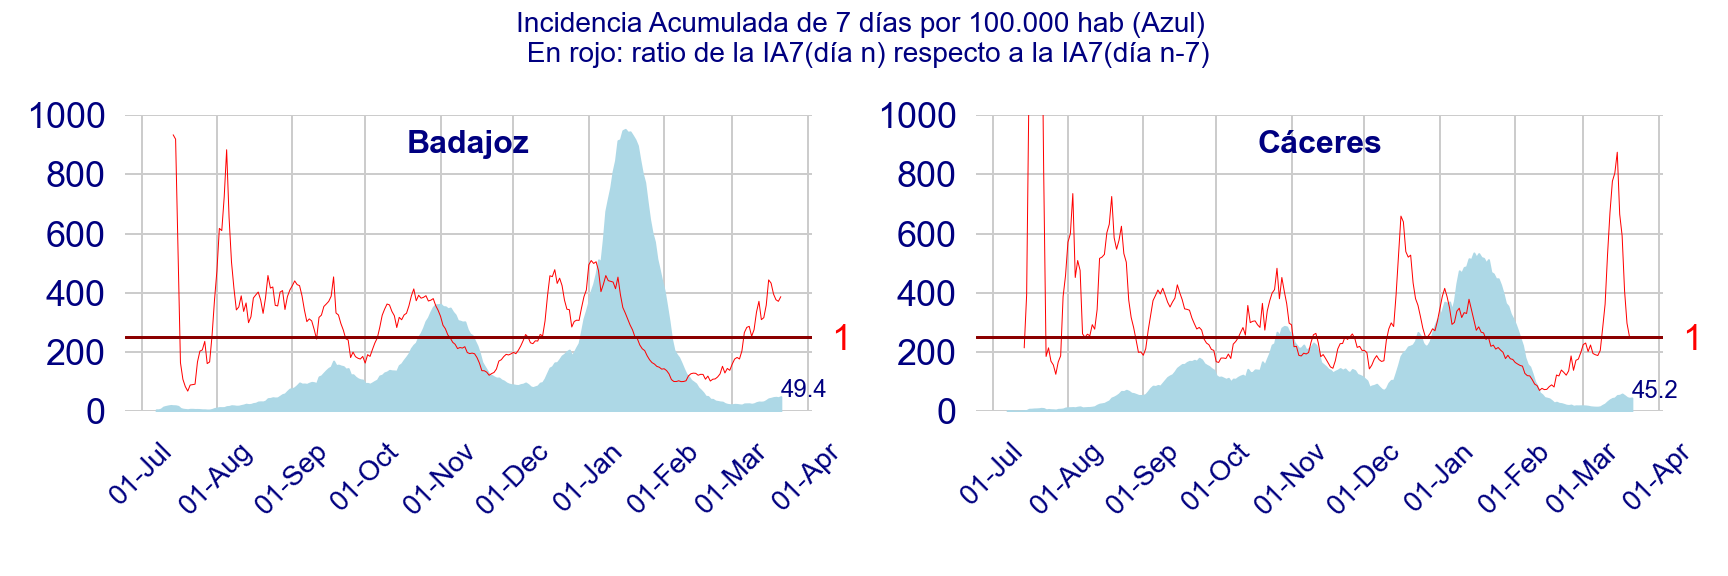 Incidencia Acumulada de 7 días por 100.000 hab (Azul)
En rojo: ratio de la IA7(día n) respecto a la IA7(día n-7)
Badajoz
1000
800
600
400
200
0
1
49.4
01-Jul
01-Aug
01-Sep
01-Oct
01-Nov
01-Dec
01-Jan
01-Feb
01-Mar
01-Apr
Cáceres
1000
800
600
400
200
0
1
45.2
01-Jul
01-Aug
01-Sep
01-Oct
01-Nov
01-Dec
01-Jan
01-Feb
01-Mar
01-Apr